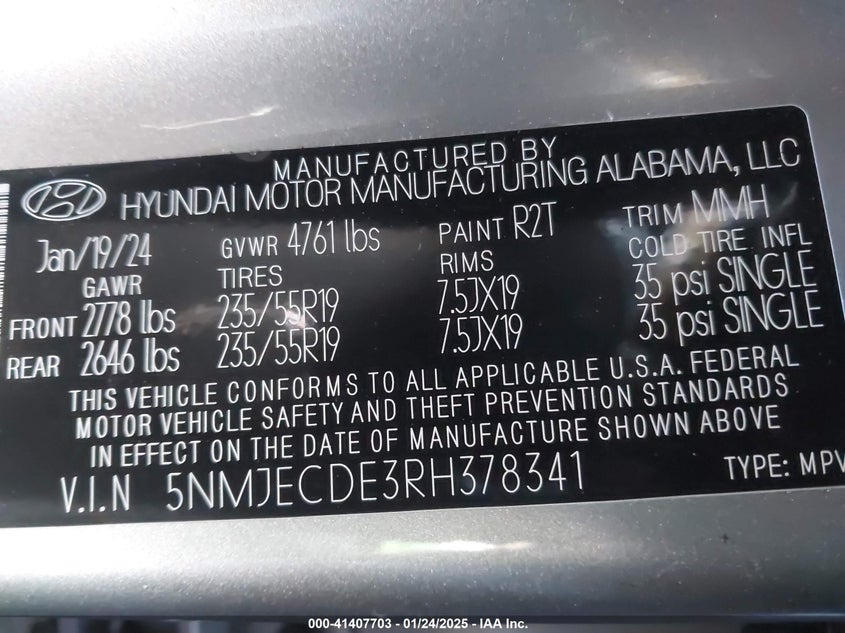 MANUFACTURED BY
HYUNDAI MOTOR MANUFACTURING ALABAMA, LLC
Jan/19/24 GVWR 4761 lbs PAINT R2T TRIM MMH
GAWR TIRES RIMS COLD TIRE INFL
FRONT 2778 lbs 235/55R19 7.5JX19 35 psi SINGLE
REAR 2646 lbs 235/55R19 7.5JX19 35 psi SINGLE
THIS VEHICLE CONFORMS TO ALL APPLICABLE U.S.A. FEDERAL
MOTOR VEHICLE SAFETY AND THEFT PREVENTION STANDARDS
IN EFFECT ON THE DATE OF MANUFACTURE SHOWN ABOVE
V.I.N 5NMJECDE3RH378341 TYPE: MPV
000-41407703 - 01/24/2025 - IAA Inc.